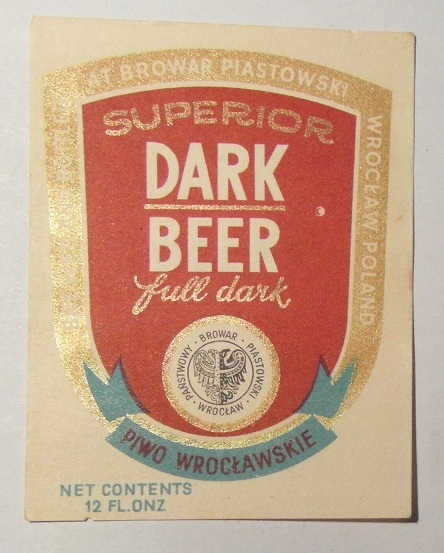 AT BROWAR PIASTOWSKI
WROCŁAW POLAND
SUPERIOR
DARK
BEER
full dark
PAŃSTWOWY · BROWAR · PIASTOWSKI
· WROCŁAW ·
PIWO WROCŁAWSKIE
NET CONTENTS
12 FL.ONZ